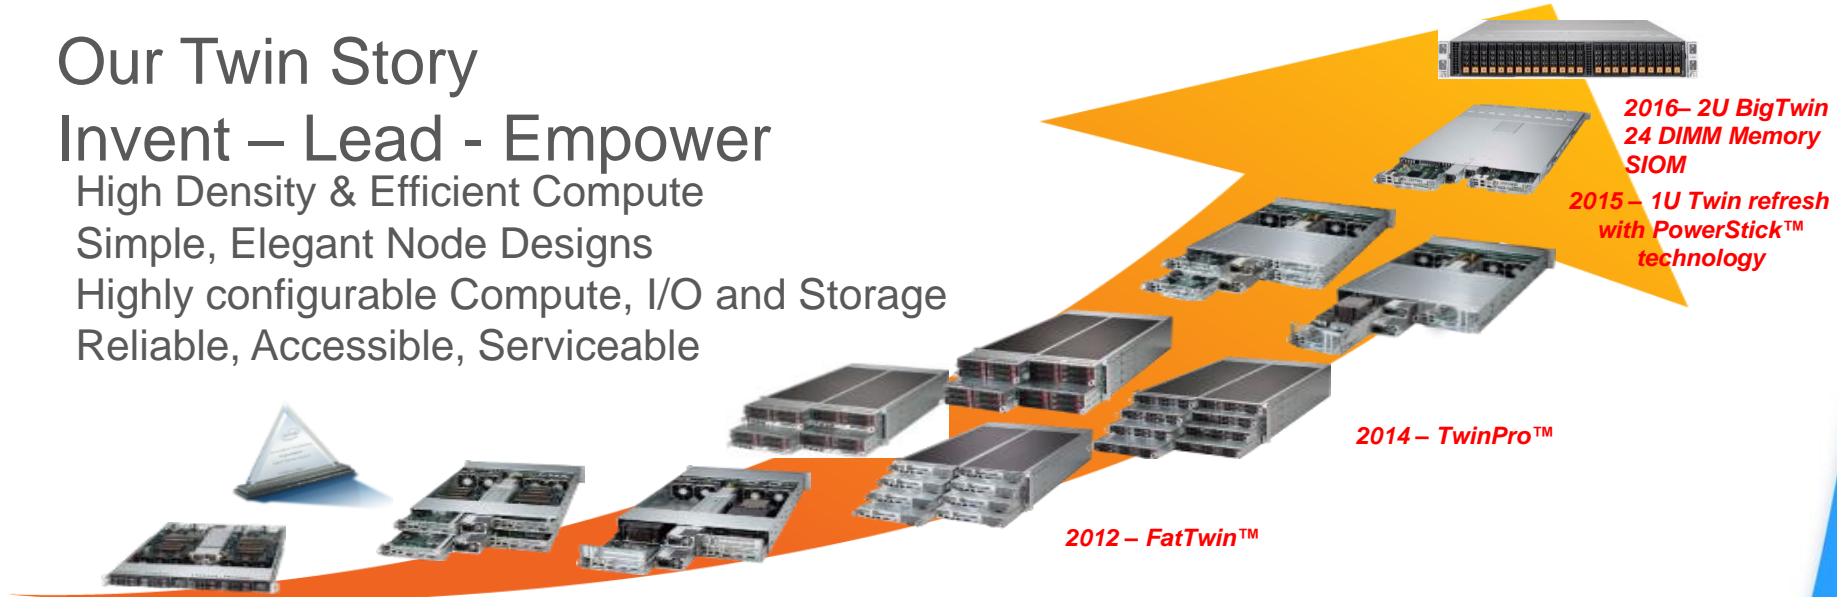 Our Twin Story
Invent – Lead - Empower
High Density & Efficient Compute
Simple, Elegant Node Designs
Highly configurable Compute, I/O and Storage
Reliable, Accessible, Serviceable
2016– 2U BigTwin
24 DIMM Memory
SIOM
2015 – 1U Twin refresh
with PowerStick™
technology
2014 – TwinPro™
2012 – FatTwin™